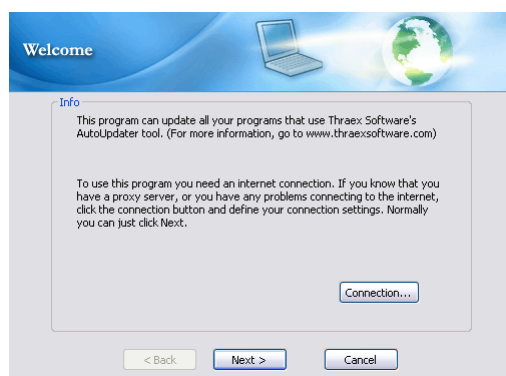 Welcome
Info
This program can update all your programs that use Thraex Software's
AutoUpdater tool. (For more information, go to www.thraexsoftware.com)
To use this program you need an internet connection. If you know that you
have a proxy server, or you have any problems connecting to the internet,
click the connection button and define your connection settings. Normally
you can just click Next.
Connection...
< Back
Next >
Cancel